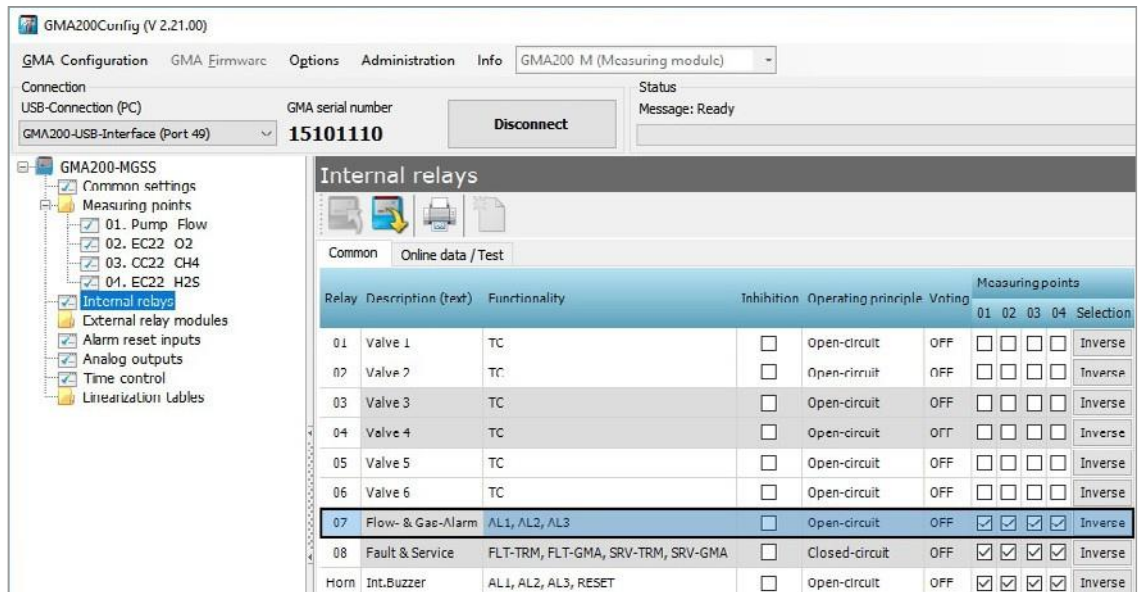 GMA200Config (V 2.21.00)
GMA Configuration GMA Firmware Options Administration Info GMA200 M (Measuring module)
Connection Status
USB-Connection (PC) GMA serial number Message: Ready
GMA200-USB-Interface (Port 49) 15101110 Disconnect
GMA200-MGSS
Common settings
Measuring points
01. Pump Flow
02. EC22 O2
03. CC22 CH4
04. EC22 H2S
Internal relays
External relay modules
Alarm reset inputs
Analog outputs
Time control
Linearization tables
Internal relays
Common Online data / Test
Relay Description (text) Functionality Inhibition Operating principle Voting Measuring points
01 02 03 04 Selection
01 Valve 1 TC Open-circuit OFF Inverse
02 Valve 2 TC Open-circuit OFF Inverse
03 Valve 3 TC Open-circuit OFF Inverse
04 Valve 4 TC Open-circuit OFF Inverse
05 Valve 5 TC Open-circuit OFF Inverse
06 Valve 6 TC Open-circuit OFF Inverse
07 Flow- & Gas-Alarm AL1, AL2, AL3 Open-circuit OFF Inverse
08 Fault & Service FLT-TRM, FLT-GMA, SRV-TRM, SRV-GMA Closed-circuit OFF Inverse
Horn Int.Buzzer AL1, AL2, AL3, RESET Open-circuit OFF Inverse